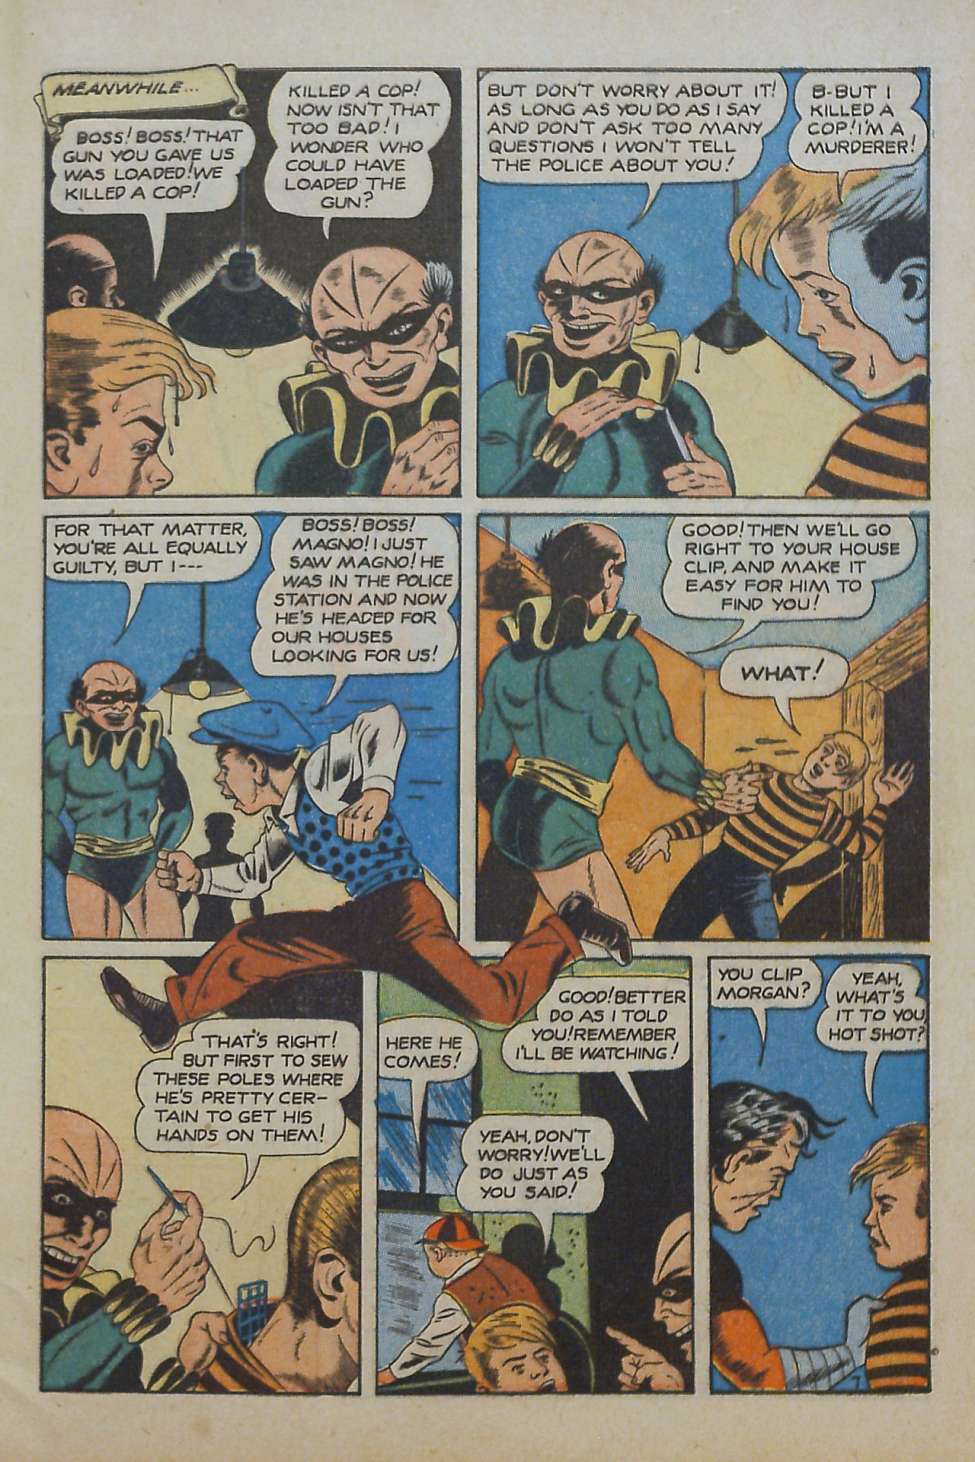 MEANWHILE...
BOSS! BOSS! THAT
GUN YOU GAVE US
WAS LOADED! WE
KILLED A COP!
KILLED A COP!
NOW ISN'T THAT
TOO BAD! I
WONDER WHO
COULD HAVE
LOADED THE
GUN?
BUT DON'T WORRY ABOUT IT!
AS LONG AS YOU DO AS I SAY
AND DON'T ASK TOO MANY
QUESTIONS I WON'T TELL
THE POLICE ABOUT YOU!
B-BUT I
KILLED A
COP! I'M A
MURDERER!
FOR THAT MATTER,
YOU'RE ALL EQUALLY
GUILTY, BUT I---
BOSS! BOSS!
MAGNO! I JUST
SAW MAGNO! HE
WAS IN THE POLICE
STATION AND NOW
HE'S HEADED FOR
OUR HOUSES
LOOKING FOR US!
GOOD! THEN WE'LL GO
RIGHT TO YOUR HOUSE
CLIP, AND MAKE IT
EASY FOR HIM TO
FIND YOU!
WHAT!
THAT'S RIGHT!
BUT FIRST TO SEW
THESE POLES WHERE
HE'S PRETTY CER-
TAIN TO GET HIS
HANDS ON THEM!
HERE HE
COMES!
GOOD! BETTER
DO AS I TOLD
YOU! REMEMBER
I'LL BE WATCHING!
YEAH, DON'T
WORRY! WE'LL
DO JUST AS
YOU SAID!
YOU CLIP
MORGAN?
YEAH,
WHAT'S
IT TO YOU,
HOT SHOT?
7